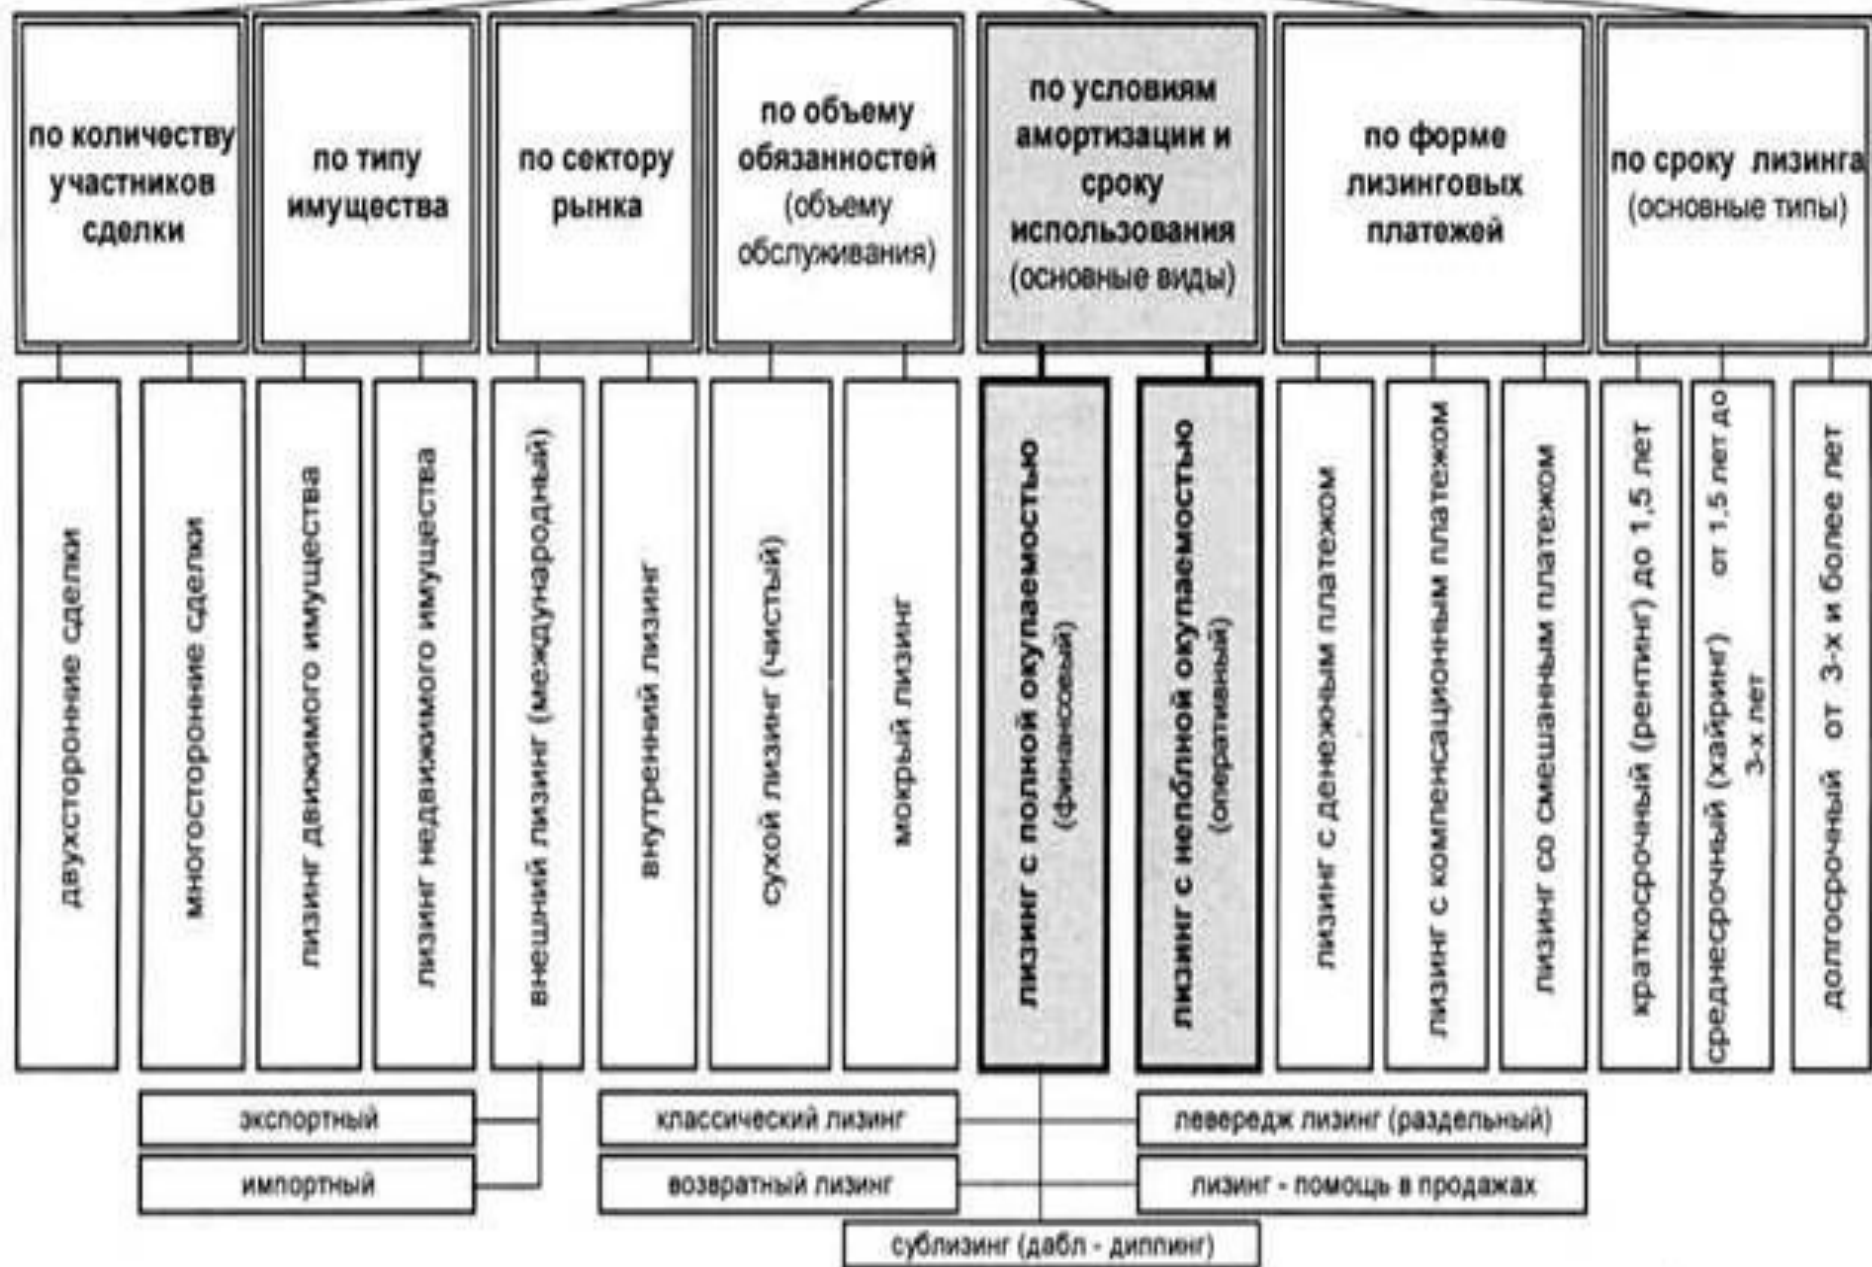 по количеству
участников
сделки
по типу
имущества
по сектору
рынка
по объему
обязанностей
(объему
обслуживания)
по условиям
амортизации и
сроку
использования
(основные виды)
по форме
лизинговых
платежей
по сроку лизинга
(основные типы)
двухсторонние сделки
многосторонние сделки
лизинг движимого имущества
лизинг недвижимого имущества
внешний лизинг (международный)
внутренний лизинг
сухой лизинг (чистый)
мокрый лизинг
лизинг с полной окупаемостью
(финансовый)
лизинг с непблной окупаемостью
(оперативный)
лизинг с денежным платежом
лизинг с компенсационным платежом
лизинг со смешанным платежом
краткосрочный (рентинг) до 1,5 лет
среднесрочный (хайринг) от 1,5 лет до
3-х лет
долгосрочный от 3-х и более лет
экспортный
импортный
классический лизинг
возвратный лизинг
левередж лизинг (раздельный)
лизинг - помощь в продажах
сублизинг (дабл - диппинг)